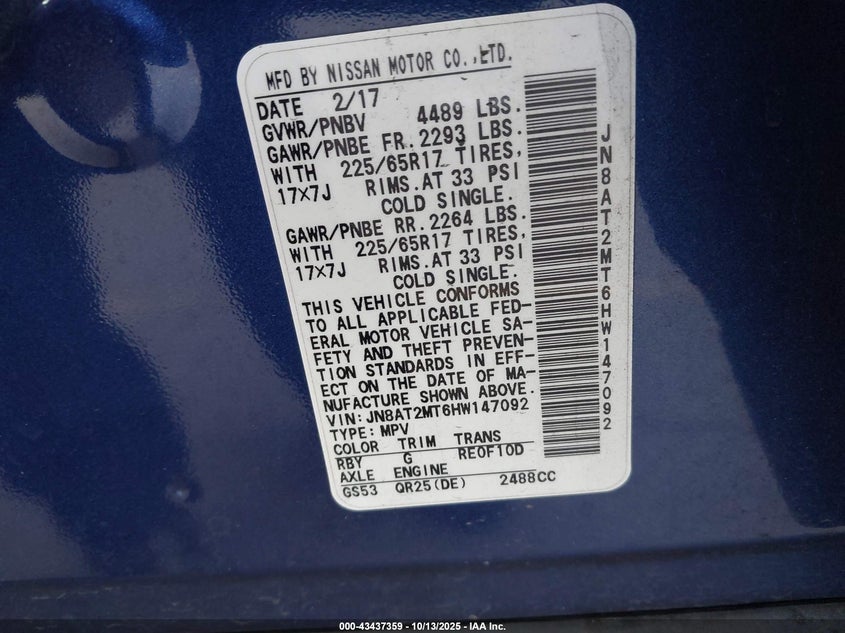 MFD BY NISSAN MOTOR CO.,LTD.
DATE 2/17
GVWR/PNBV 4489 LBS.
GAWR/PNBE FR. 2293 LBS.
WITH 225/65R17 TIRES,
17X7J RIMS. AT 33 PSI
COLD SINGLE.
GAWR/PNBE RR. 2264 LBS.
WITH 225/65R17 TIRES,
17X7J RIMS. AT 33 PSI
COLD SINGLE.
THIS VEHICLE CONFORMS
TO ALL APPLICABLE FED-
ERAL MOTOR VEHICLE SA-
FETY AND THEFT PREVEN-
TION STANDARDS IN EFF-
ECT ON THE DATE OF MA-
NUFACTURE SHOWN ABOVE.
VIN: JN8AT2MT6HW147092
TYPE: MPV
COLOR TRIM TRANS
RBY G RE0F10D
AXLE ENGINE
GS53 QR25(DE) 2488CC
JN8AT2MT6HW147092
000-43437359 - 10/13/2025 - IAA Inc.